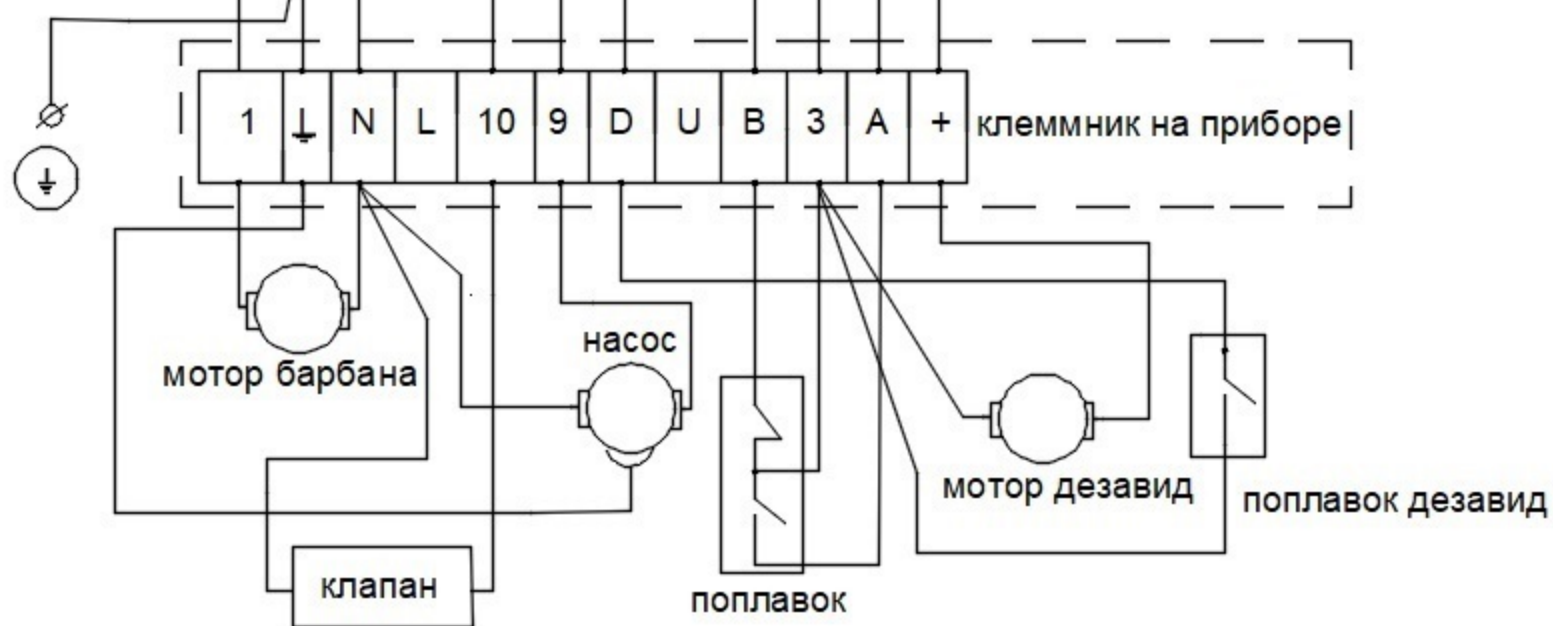 1 ⏚ N L 10 9 D U B 3 A + клеммник на приборе
насос
мотор барбана
мотор дезавид
поплавок дезавид
клапан
поплавок